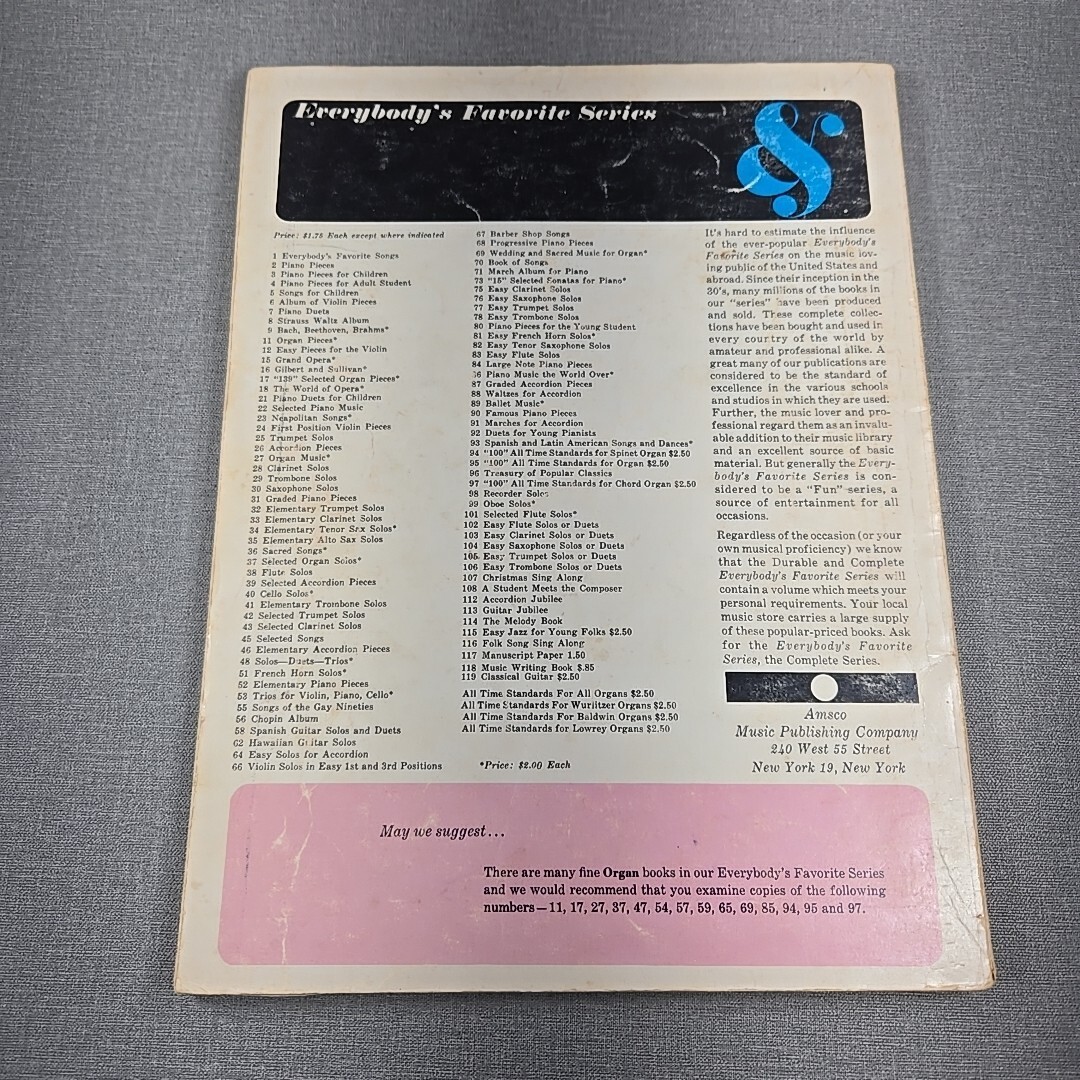 Everybody's Favorite Series
Price: $1.75 Each except where indicated
1 Everybody's Favorite Songs
2 Piano Pieces
3 Piano Pieces for Children
4 Piano Pieces for Adult Student
5 Songs for Children
6 Album of Violin Pieces
7 Piano Duets
8 Strauss Waltz Album
9 Bach, Beethoven, Brahms*
11 Organ Pieces*
12 Easy Pieces for the Violin
15 Grand Opera*
16 Gilbert and Sullivan*
17 "139" Selected Organ Pieces*
18 The World of Opera*
21 Piano Duets for Children
22 Selected Piano Music
23 Neapolitan Songs*
24 First Position Violin Pieces
25 Trumpet Solos
26 Accordion Pieces
27 Organ Music*
28 Clarinet Solos
29 Trombone Solos
30 Saxophone Solos
31 Graded Piano Pieces
32 Elementary Trumpet Solos
33 Elementary Clarinet Solos
34 Elementary Tenor Sax Solos*
35 Elementary Alto Sax Solos
36 Sacred Songs*
37 Selected Organ Solos*
38 Flute Solos
39 Selected Accordion Pieces
40 Cello Solos*
41 Elementary Trombone Solos
42 Selected Trumpet Solos
43 Selected Clarinet Solos
45 Selected Songs
46 Elementary Accordion Pieces
48 Solos—Duets—Trios*
51 French Horn Solos*
52 Elementary Piano Pieces
53 Trios for Violin, Piano, Cello*
55 Songs of the Gay Nineties
56 Chopin Album
58 Spanish Guitar Solos and Duets
62 Hawaiian Guitar Solos
64 Easy Solos for Accordion
66 Violin Solos in Easy 1st and 3rd Positions
67 Barber Shop Songs
68 Progressive Piano Pieces
69 Wedding and Sacred Music for Organ*
70 Book of Songs
71 March Album for Piano
73 "15" Selected Sonatas for Piano*
75 Easy Clarinet Solos
76 Easy Saxophone Solos
77 Easy Trumpet Solos
78 Easy Trombone Solos
80 Piano Pieces for the Young Student
81 Easy French Horn Solos*
82 Easy Tenor Saxophone Solos
83 Easy Flute Solos
84 Large Note Piano Pieces
6 Piano Music the World Over*
87 Graded Accordion Pieces
88 Waltzes for Accordion
89 Ballet Music*
90 Famous Piano Pieces
91 Marches for Accordion
92 Duets for Young Pianists
93 Spanish and Latin American Songs and Dances*
94 "100" All Time Standards for Spinet Organ $2.50
95 "100" All Time Standards for Organ $2.50
96 Treasury of Popular Classics
97 "100" All Time Standards for Chord Organ $2.50
98 Recorder Solos
99 Oboe Solos*
101 Selected Flute Solos*
102 Easy Flute Solos or Duets
103 Easy Clarinet Solos or Duets
104 Easy Saxophone Solos or Duets
105 Easy Trumpet Solos or Duets
106 Easy Trombone Solos or Duets
107 Christmas Sing Along
108 A Student Meets the Composer
112 Accordion Jubilee
113 Guitar Jubilee
114 The Melody Book
115 Easy Jazz for Young Folks $2.50
116 Folk Song Sing Along
117 Manuscript Paper 1.50
118 Music Writing Book $.85
119 Classical Guitar $2.50
All Time Standards For All Organs $2.50
All Time Standards For Wurlitzer Organs $2.50
All Time Standards For Baldwin Organs $2.50
All Time Standards for Lowrey Organs $2.50
*Price: $2.00 Each
It's hard to estimate the influence
of the ever-popular Everybody's
Favorite Series on the music lov-
ing public of the United States and
abroad. Since their inception in the
30's, many millions of the books in
our "series" have been produced
and sold. These complete collec-
tions have been bought and used in
every country of the world by
amateur and professional alike. A
great many of our publications are
considered to be the standard of
excellence in the various schools
and studios in which they are used.
Further, the music lover and pro-
fessional regard them as an invalu-
able addition to their music library
and an excellent source of basic
material. But generally the Every-
body's Favorite Series is con-
sidered to be a "Fun" series, a
source of entertainment for all
occasions.
Regardless of the occasion (or your
own musical proficiency) we know
that the Durable and Complete
Everybody's Favorite Series will
contain a volume which meets your
personal requirements. Your local
music store carries a large supply
of these popular-priced books. Ask
for the Everybody's Favorite
Series, the Complete Series.
Amsco
Music Publishing Company
240 West 55 Street
New York 19, New York
May we suggest...
There are many fine Organ books in our Everybody's Favorite Series
and we would recommend that you examine copies of the following
numbers—11, 17, 27, 37, 47, 54, 57, 59, 65, 69, 85, 94, 95 and 97.